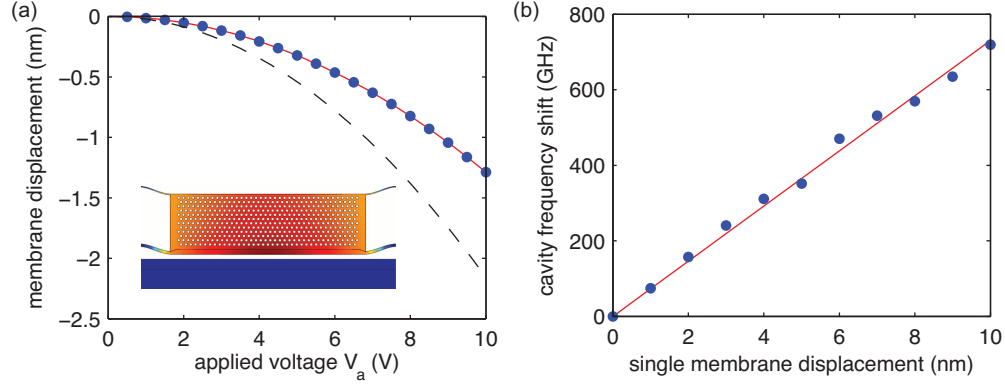 (a)
0
−0.5
−1
−1.5
−2
−2.5
membrane displacement (nm)
0 2 4 6 8 10
applied voltage V_a (V)
(b)
800
600
400
200
0
cavity frequency shift (GHz)
0 2 4 6 8 10
single membrane displacement (nm)